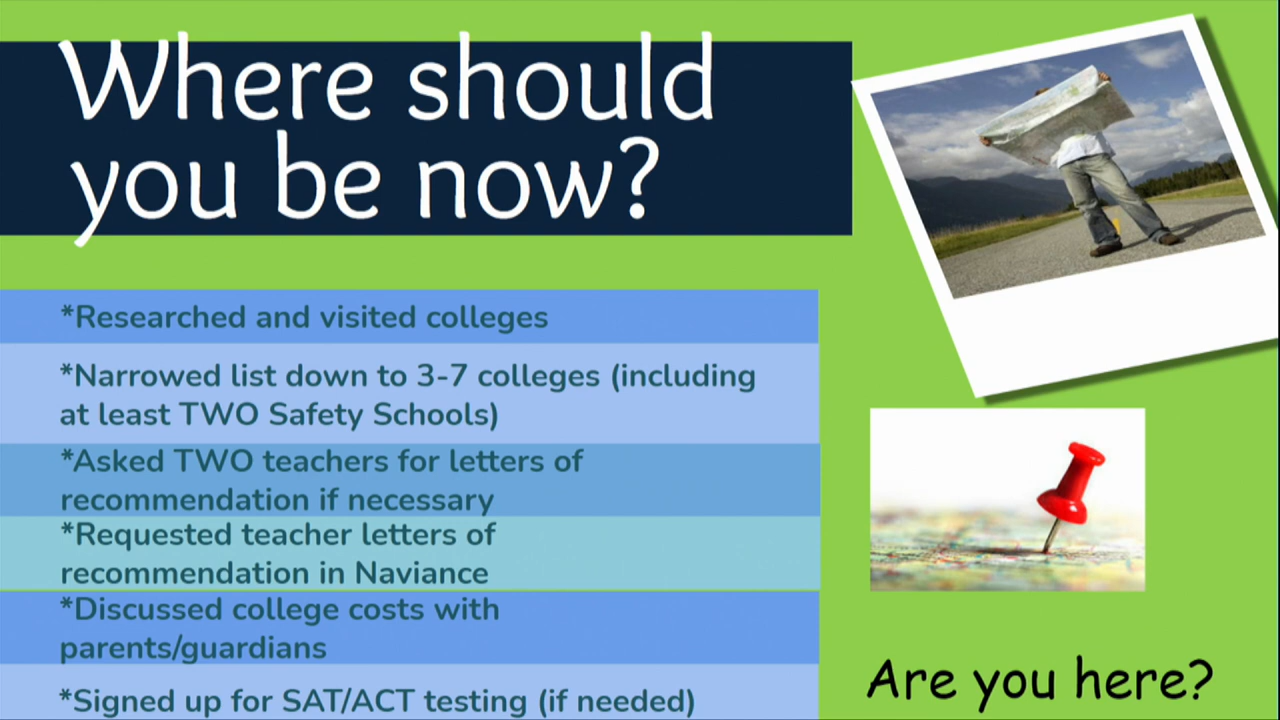 Where should
you be now?
*Researched and visited colleges
*Narrowed list down to 3-7 colleges (including
at least TWO Safety Schools)
*Asked TWO teachers for letters of
recommendation if necessary
*Requested teacher letters of
recommendation in Naviance
*Discussed college costs with
parents/guardians
*Signed up for SAT/ACT testing (if needed)
Are you here?